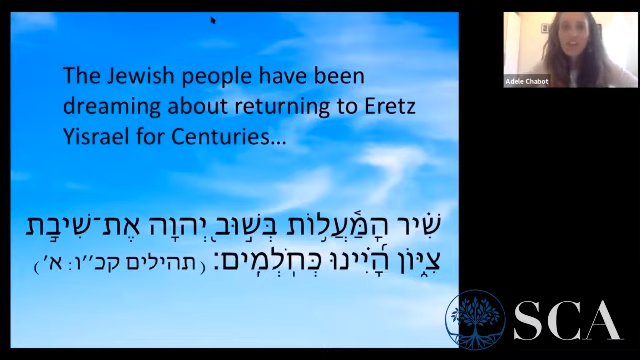 The Jewish people have been
dreaming about returning to Eretz
Yisrael for Centuries...
שִׁ֗יר הַֽמַּ֫עֲל֥וֹת בְּשׁ֣וּב יְ֭הוָה אֶת־שִׁיבַ֣ת
צִיּ֑וֹן הָ֝יִ֗ינוּ כְּחֹלְמִֽים׃ (תהילים קכ״ו: א׳)
Adele Chabot
SCA